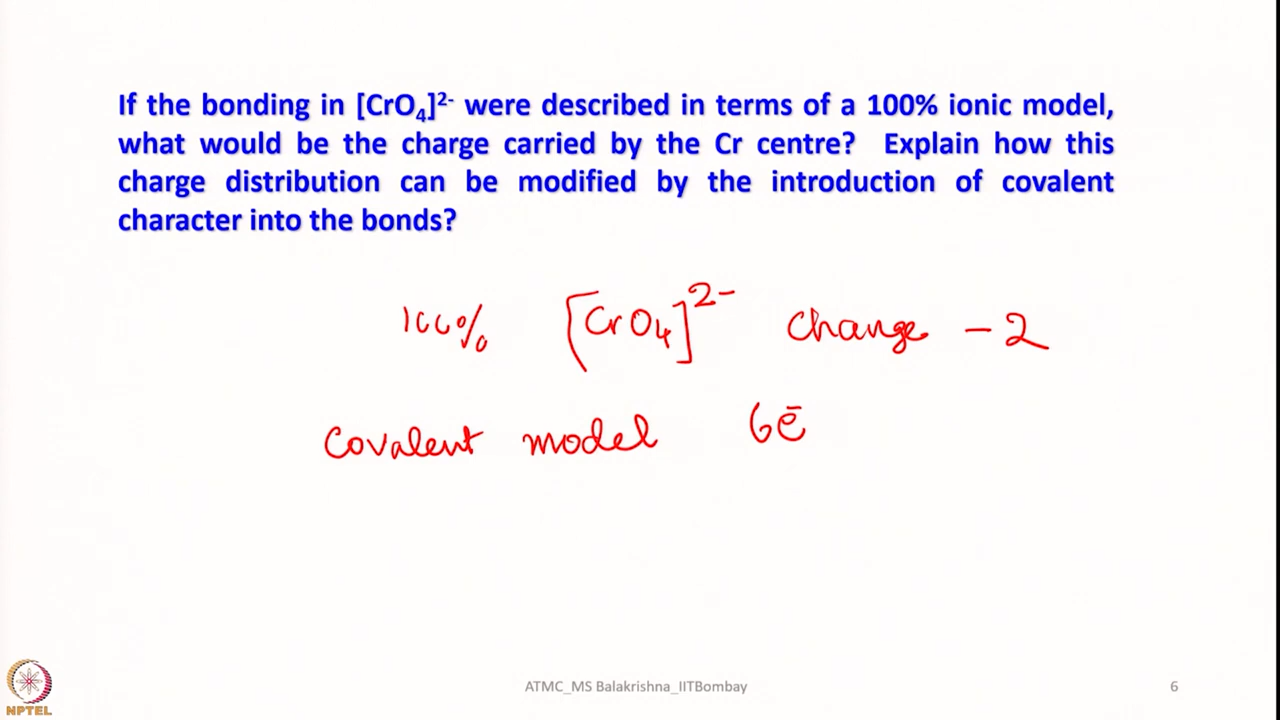 If the bonding in [CrO₄]²⁻ were described in terms of a 100% ionic model,
what would be the charge carried by the Cr centre? Explain how this
charge distribution can be modified by the introduction of covalent
character into the bonds?
100% [CrO₄]²⁻ charge -2
Covalent model 6ē
NPTEL
ATMC_MS Balakrishna_IITBombay
6